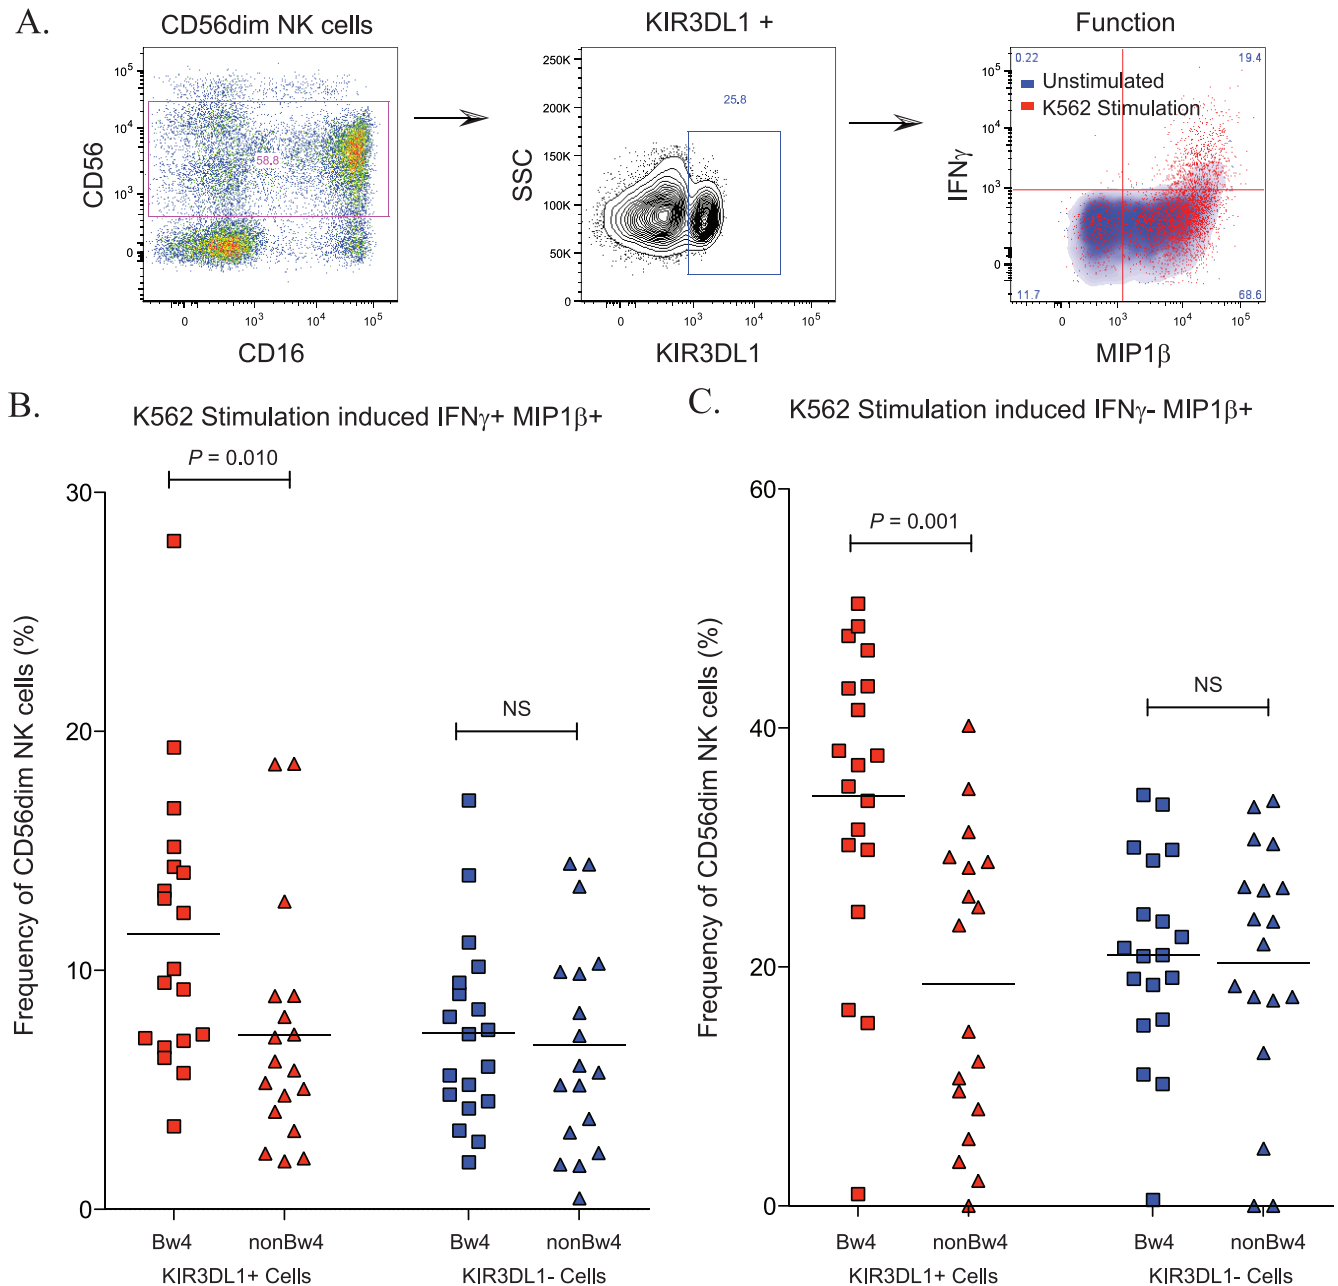 A.
CD56dim NK cells
KIR3DL1 +
Function
10^5
10^4
10^3
0
CD56
58.8
0
10^3
10^4
10^5
CD16
250K
200K
150K
100K
50K
0
SSC
25.8
0
10^3
10^4
10^5
KIR3DL1
0.22
19.4
Unstimulated
K562 Stimulation
10^5
10^4
10^3
0
IFNγ
11.7
68.6
0
10^3
10^4
10^5
MIP1β
B.
K562 Stimulation induced IFNγ+ MIP1β+
P = 0.010
NS
30
20
10
0
Frequency of CD56dim NK cells (%)
Bw4
nonBw4
Bw4
nonBw4
KIR3DL1+ Cells
KIR3DL1- Cells
C.
K562 Stimulation induced IFNγ- MIP1β+
P = 0.001
NS
60
40
20
0
Frequency of CD56dim NK cells (%)
Bw4
nonBw4
Bw4
nonBw4
KIR3DL1+ Cells
KIR3DL1- Cells